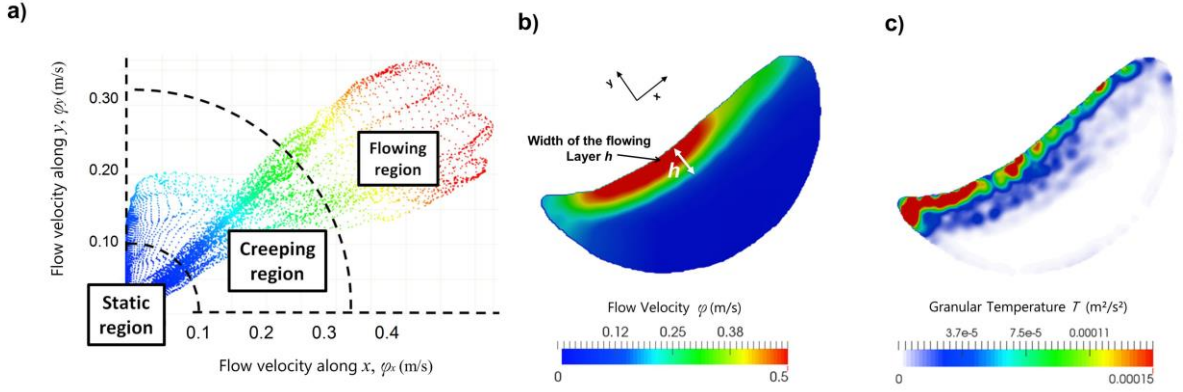 a)
Flow velocity along y, φy (m/s)
0.30
0.20
0.10
Flowing
region
Creeping
region
Static
region
0.1
0.2
0.3
0.4
Flow velocity along x, φx (m/s)
b)
y
x
Width of the flowing
Layer h
h
Flow Velocity φ (m/s)
0.12 0.25 0.38
0 0.5
c)
Granular Temperature T (m²/s²)
3.7e-5 7.5e-5 0.00011
0 0.00015